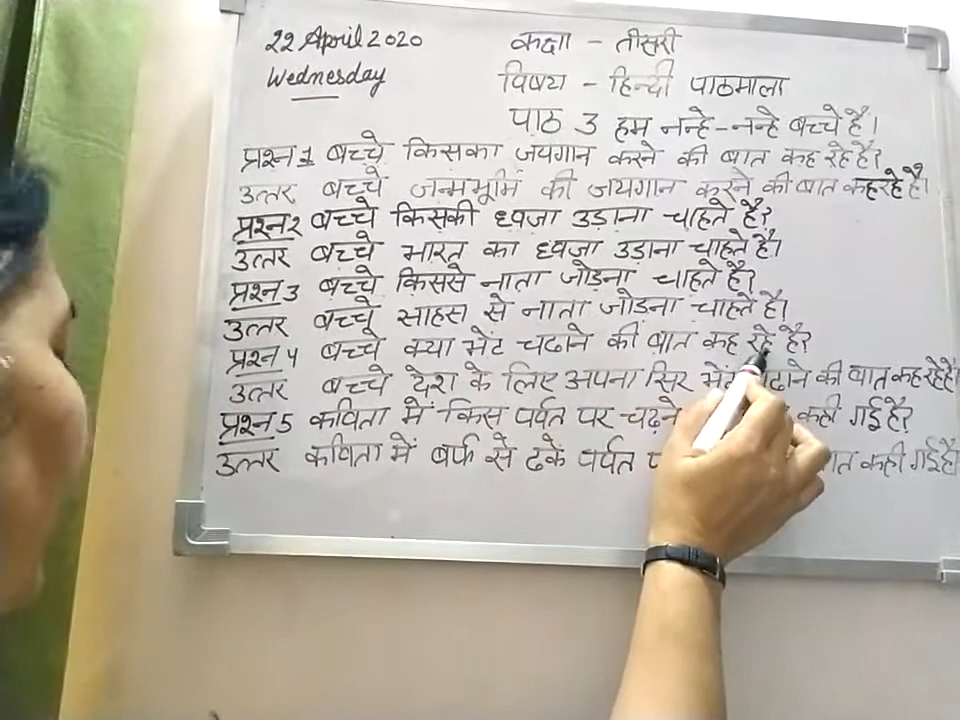 22 April 2020
Wednesday
कक्षा - तीसरी
विषय - हिन्दी पाठमाला
पाठ 3 हम नन्हे-नन्हे बच्चे हैं।
प्रश्न 1 बच्चे किसका जयगान करने की बात कह रहे हैं?
उत्तर बच्चे जन्मभूमि की जयगान करने की बात कह रहे हैं।
प्रश्न 2 बच्चे किसकी ध्वजा उड़ाना चाहते हैं?
उत्तर बच्चे भारत का ध्वजा उड़ाना चाहते हैं।
प्रश्न 3 बच्चे किससे नाता जोड़ना चाहते हैं?
उत्तर बच्चे साहस से नाता जोड़ना चाहते हैं।
प्रश्न 4 बच्चे क्या भेंट चढाने की बात कह रहे हैं?
उत्तर बच्चे देश के लिए अपना सिर की बात कह रहे हैं।
प्रश्न 5 कविता में किस पर्वत पर चढ़ने कही गई है?
उत्तर कविता में बर्फ से ढके पर्वत कही गई है।